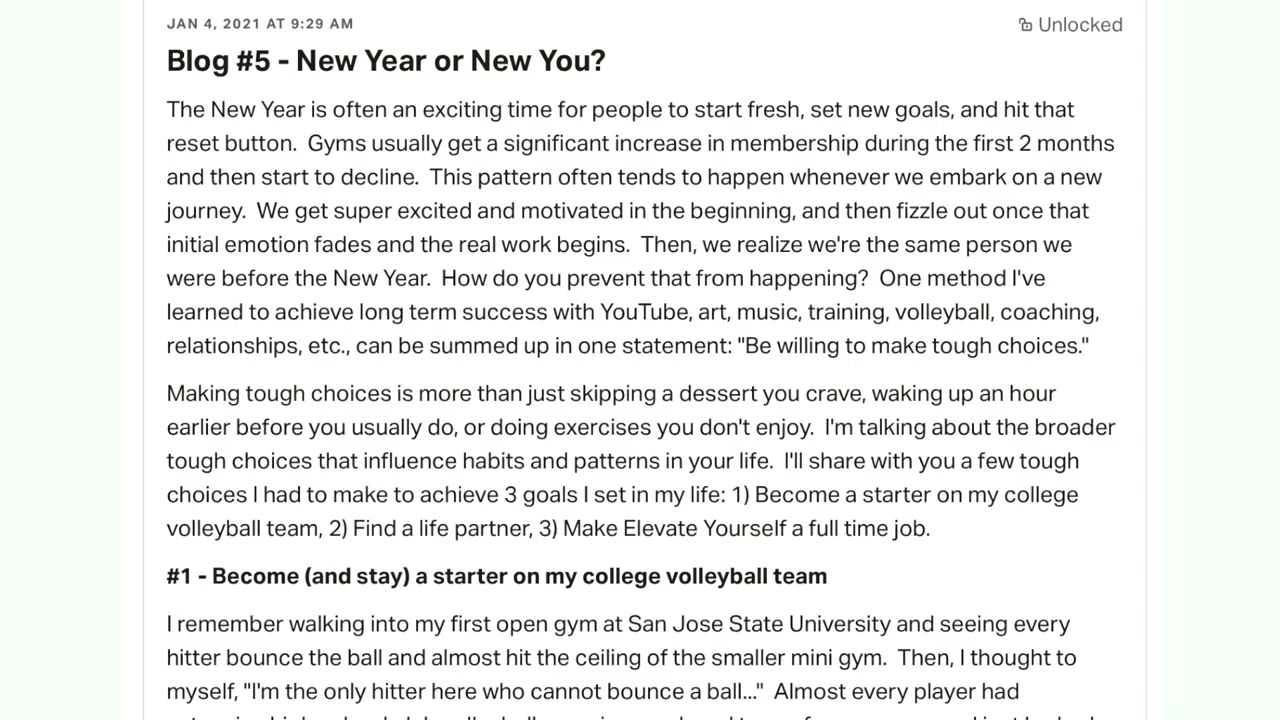 JAN 4, 2021 AT 9:29 AM
Unlocked
Blog #5 - New Year or New You?
The New Year is often an exciting time for people to start fresh, set new goals, and hit that
reset button.  Gyms usually get a significant increase in membership during the first 2 months
and then start to decline.  This pattern often tends to happen whenever we embark on a new
journey.  We get super excited and motivated in the beginning, and then fizzle out once that
initial emotion fades and the real work begins.  Then, we realize we're the same person we
were before the New Year.  How do you prevent that from happening?  One method I've
learned to achieve long term success with YouTube, art, music, training, volleyball, coaching,
relationships, etc., can be summed up in one statement: "Be willing to make tough choices."
Making tough choices is more than just skipping a dessert you crave, waking up an hour
earlier before you usually do, or doing exercises you don't enjoy.  I'm talking about the broader
tough choices that influence habits and patterns in your life.  I'll share with you a few tough
choices I had to make to achieve 3 goals I set in my life: 1) Become a starter on my college
volleyball team, 2) Find a life partner, 3) Make Elevate Yourself a full time job.
#1 - Become (and stay) a starter on my college volleyball team
I remember walking into my first open gym at San Jose State University and seeing every
hitter bounce the ball and almost hit the ceiling of the smaller mini gym.  Then, I thought to
myself, "I'm the only hitter here who cannot bounce a ball..."  Almost every player had